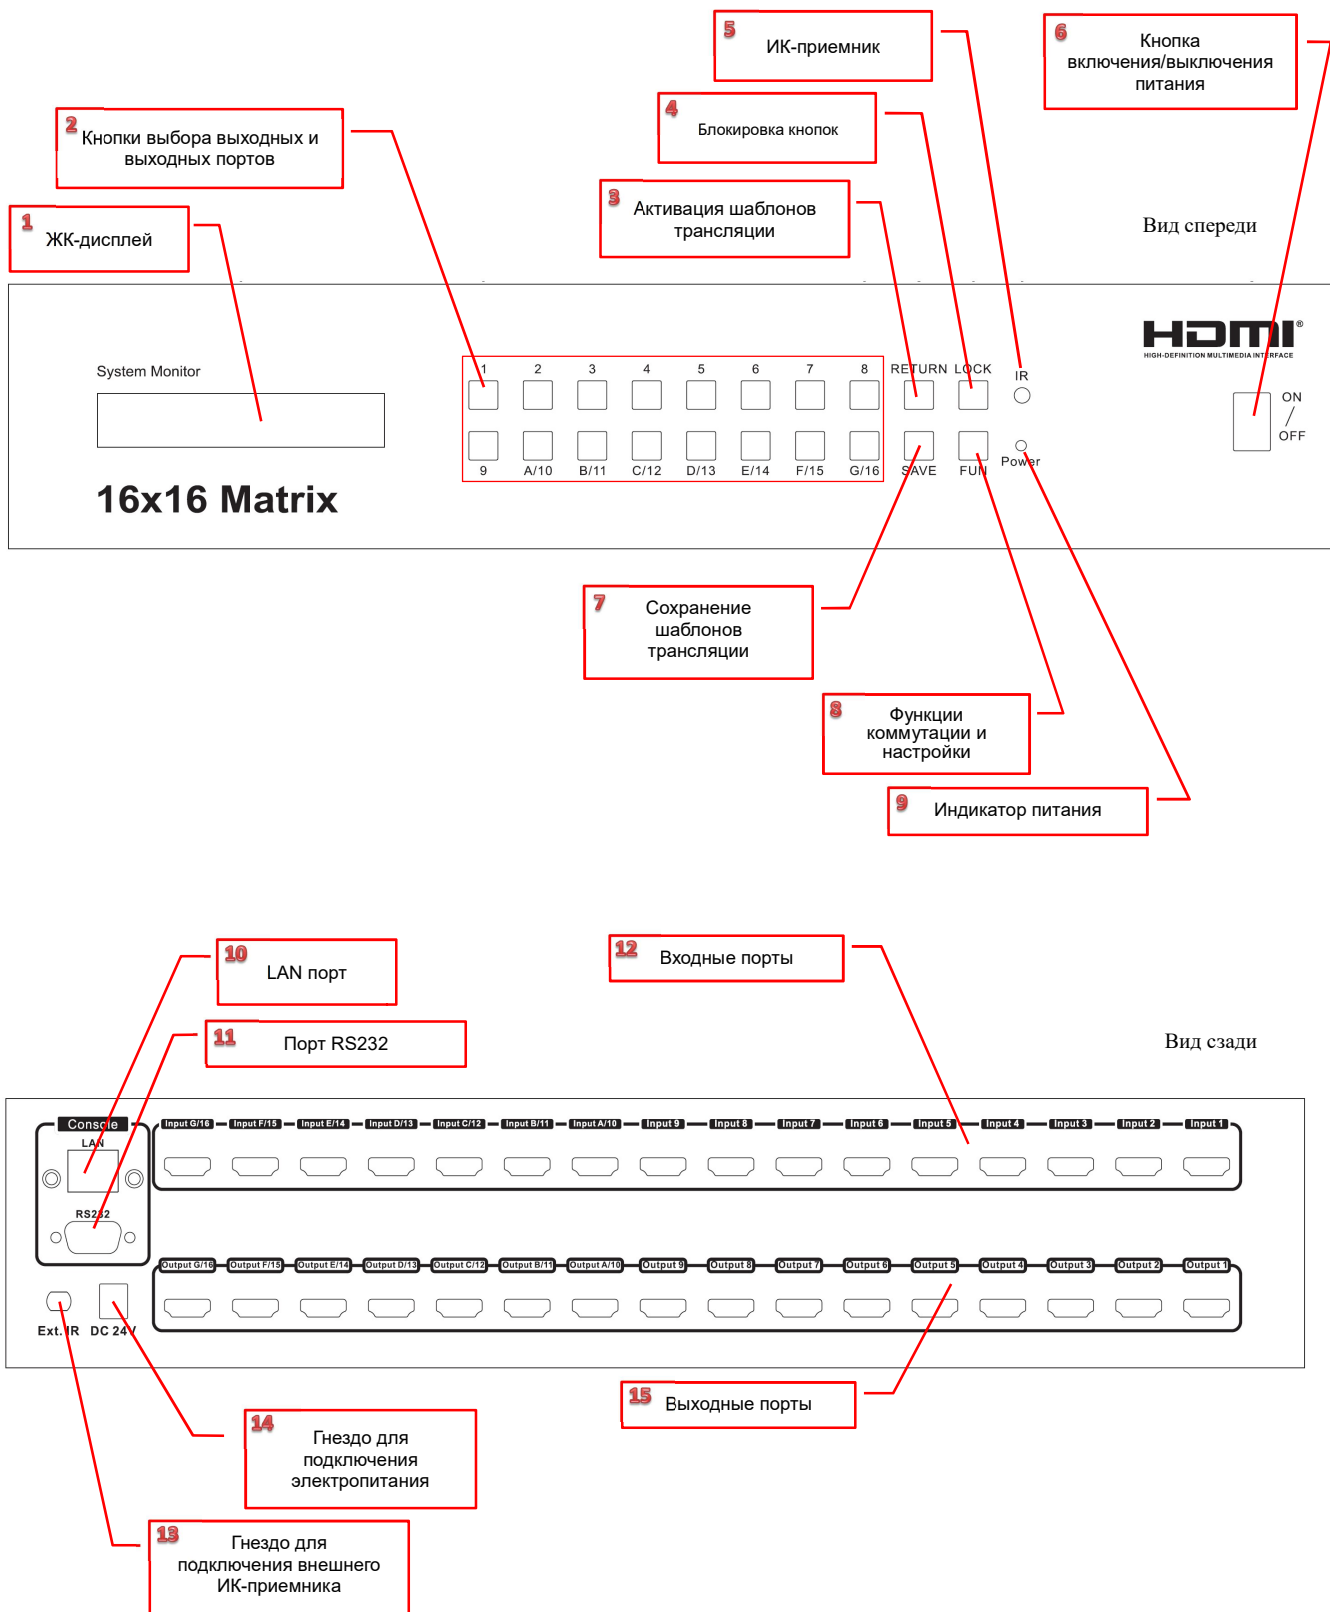 5
ИК-приемник
6
Кнопка
включения/выключения
питания
2
Кнопки выбора выходных и
выходных портов
4
Блокировка кнопок
3
Активация шаблонов
трансляции
1
ЖК-дисплей
Вид спереди
HDMI®
HIGH-DEFINITION MULTIMEDIA INTERFACE
System Monitor
1 2 3 4 5 6 7 8 RETURN LOCK
IR
ON
/
OFF
9 A/10 B/11 C/12 D/13 E/14 F/15 G/16 SAVE FUN
Power
16x16 Matrix
7
Сохранение
шаблонов
трансляции
8
Функции
коммутации и
настройки
9
Индикатор питания
10
LAN порт
12
Входные порты
11
Порт RS232
Вид сзади
Console
LAN
RS232
Input G/16 Input F/15 Input E/14 Input D/13 Input C/12 Input B/11 Input A/10 Input 9 Input 8 Input 7 Input 6 Input 5 Input 4 Input 3 Input 2 Input 1
Output G/16 Output F/15 Output E/14 Output D/13 Output C/12 Output B/11 Output A/10 Output 9 Output 8 Output 7 Output 6 Output 5 Output 4 Output 3 Output 2 Output 1
Ext. IR DC 24V
15
Выходные порты
14
Гнездо для
подключения
электропитания
13
Гнездо для
подключения внешнего
ИК-приемника